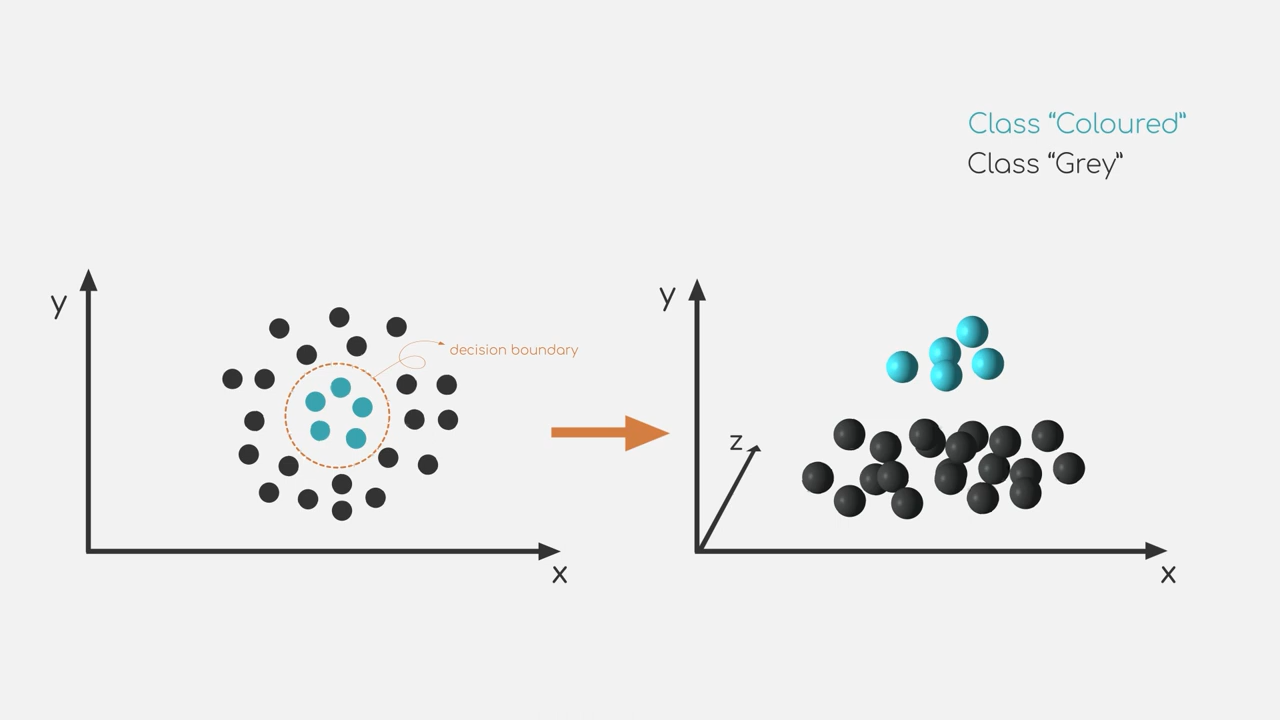 Class “Coloured”
Class “Grey”
y
decision boundary
x
y
z
x